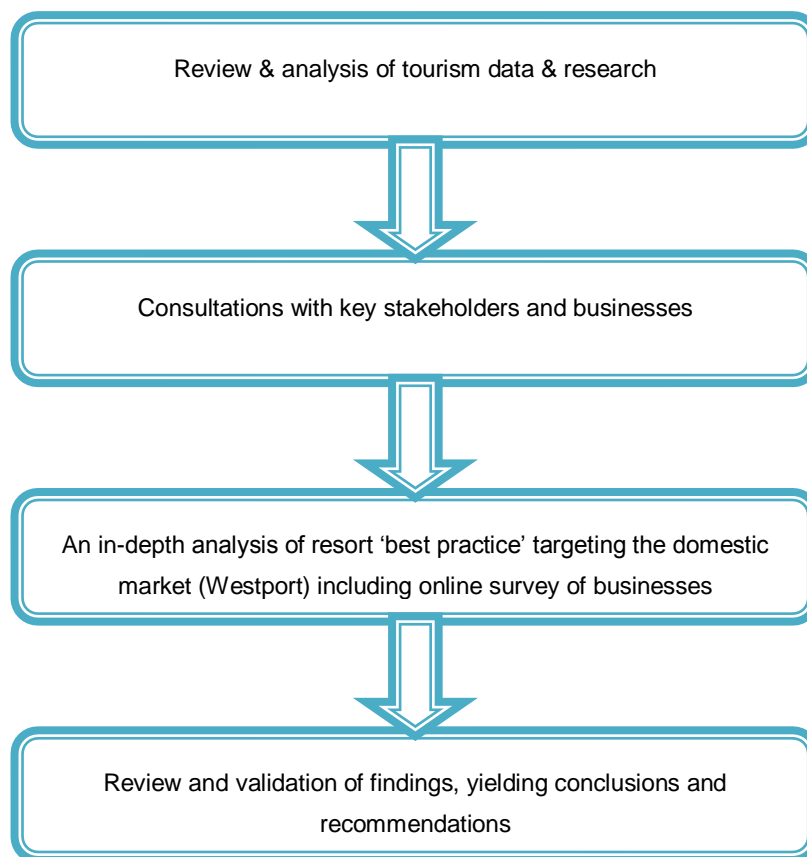 Review & analysis of tourism data & research
Consultations with key stakeholders and businesses
An in-depth analysis of resort ‘best practice’ targeting the domestic
market (Westport) including online survey of businesses
Review and validation of findings, yielding conclusions and
recommendations